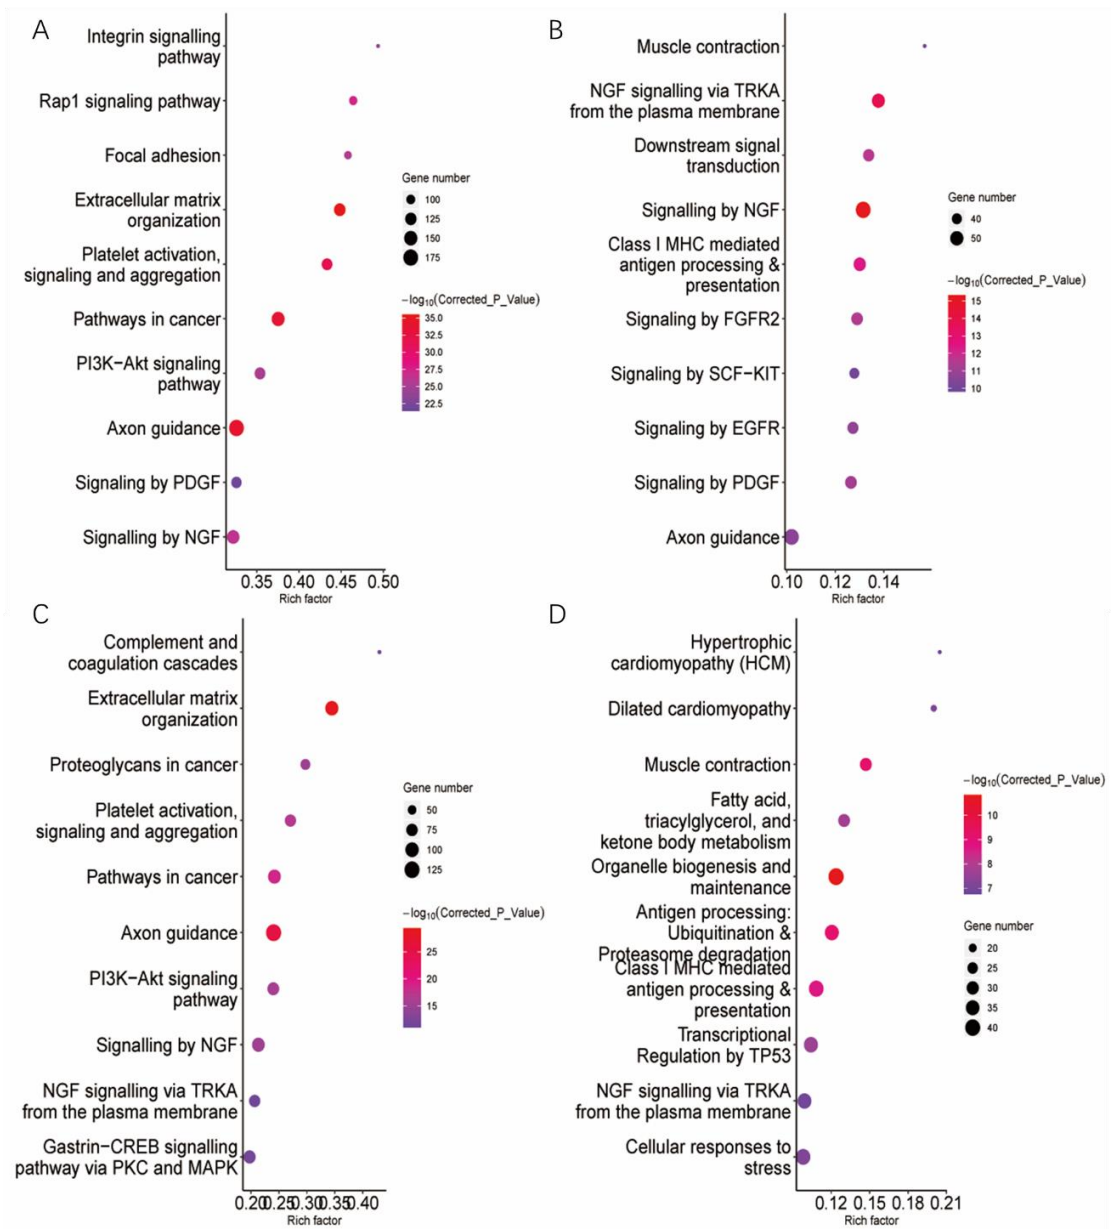 A
Integrin signalling
pathway
Rap1 signaling pathway
Focal adhesion
Extracellular matrix
organization
Platelet activation,
signaling and aggregation
Pathways in cancer
PI3K−Akt signaling
pathway
Axon guidance
Signaling by PDGF
Signalling by NGF
0.35 0.40 0.45 0.50
Rich factor
Gene number
100
125
150
175
−log10(Corrected_P_Value)
35.0
32.5
30.0
27.5
25.0
22.5
B
Muscle contraction
NGF signalling via TRKA
from the plasma membrane
Downstream signal
transduction
Signalling by NGF
Class I MHC mediated
antigen processing &
presentation
Signaling by FGFR2
Signaling by SCF−KIT
Signaling by EGFR
Signaling by PDGF
Axon guidance
0.10 0.12 0.14
Rich factor
Gene number
40
50
−log10(Corrected_P_Value)
15
14
13
12
11
10
C
Complement and
coagulation cascades
Extracellular matrix
organization
Proteoglycans in cancer
Platelet activation,
signaling and aggregation
Pathways in cancer
Axon guidance
PI3K−Akt signaling
pathway
Signalling by NGF
NGF signalling via TRKA
from the plasma membrane
Gastrin−CREB signalling
pathway via PKC and MAPK
0.20 0.25 0.30 0.35 0.40
Rich factor
Gene number
50
75
100
125
−log10(Corrected_P_Value)
25
20
15
D
Hypertrophic
cardiomyopathy (HCM)
Dilated cardiomyopathy
Muscle contraction
Fatty acid,
triacylglycerol, and
ketone body metabolism
Organelle biogenesis and
maintenance
Antigen processing:
Ubiquitination &
Proteasome degradation
Class I MHC mediated
antigen processing &
presentation
Transcriptional
Regulation by TP53
NGF signalling via TRKA
from the plasma membrane
Cellular responses to
stress
0.12 0.15 0.18 0.21
Rich factor
−log10(Corrected_P_Value)
10
9
8
7
Gene number
20
25
30
35
40